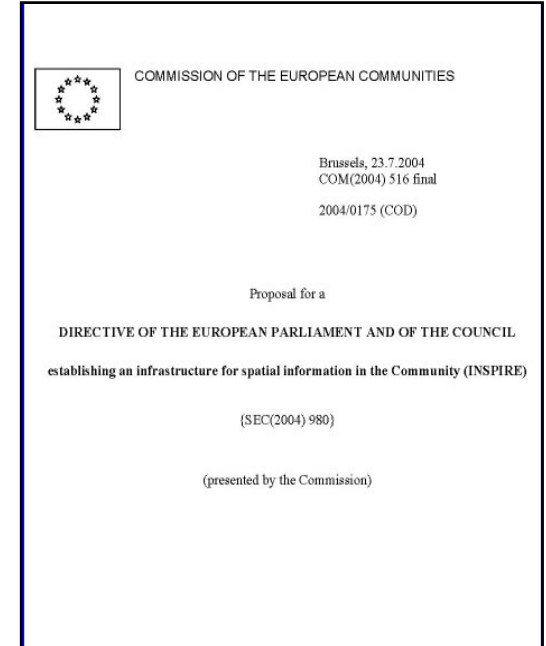 COMMISSION OF THE EUROPEAN COMMUNITIES
Brussels, 23.7.2004
COM(2004) 516 final
2004/0175 (COD)
Proposal for a
DIRECTIVE OF THE EUROPEAN PARLIAMENT AND OF THE COUNCIL
establishing an infrastructure for spatial information in the Community (INSPIRE)
{SEC(2004) 980}
(presented by the Commission)